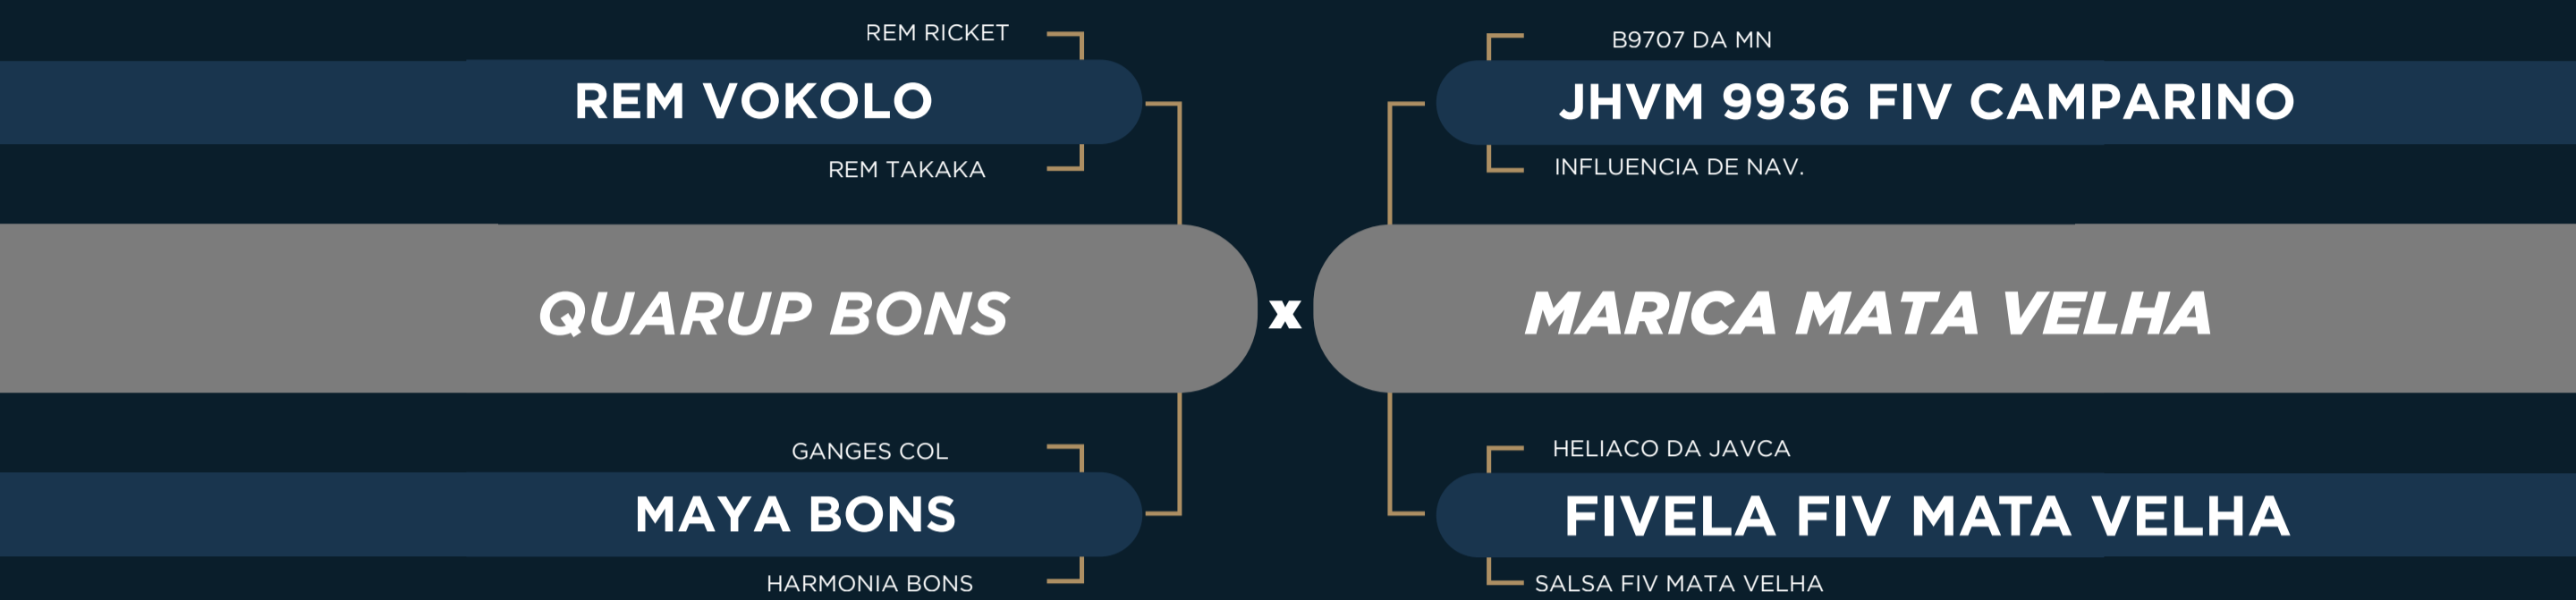 REM RICKET
REM VOKOLO
REM TAKAKA
QUARUP BONS
GANGES COL
MAYA BONS
HARMONIA BONS
x
B9707 DA MN
JHVM 9936 FIV CAMPARINO
INFLUENCIA DE NAV.
MARICA MATA VELHA
HELIACO DA JAVCA
FIVELA FIV MATA VELHA
SALSA FIV MATA VELHA